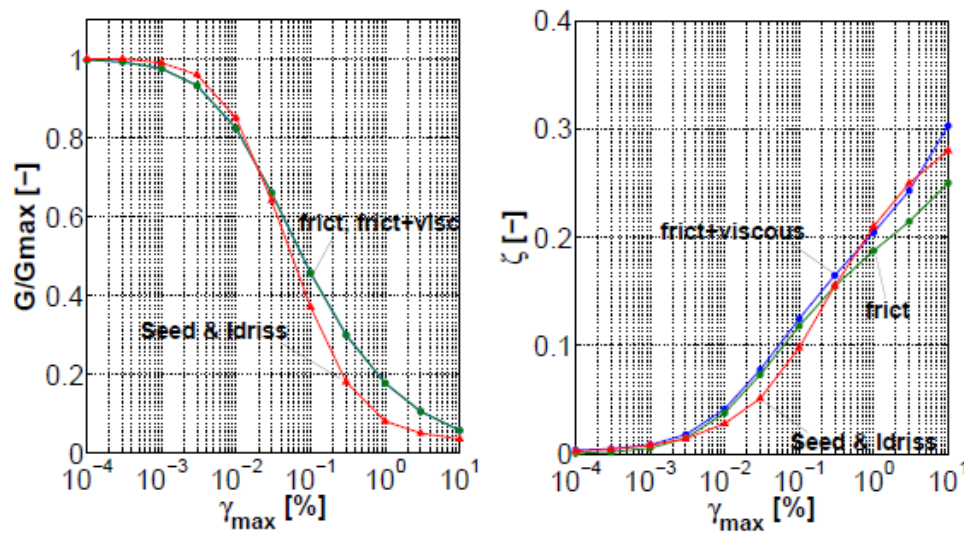 1
0.8
0.6
0.4
0.2
0
G/Gmax [−]
frict; frict+visc
Seed & Idriss
10⁻⁴ 10⁻³ 10⁻² 10⁻¹ 10⁰ 10¹
γmax [%]
0.4
0.3
0.2
0.1
0
ζ [−]
frict+viscous
frict
Seed & Idriss
10⁻⁴ 10⁻³ 10⁻² 10⁻¹ 10⁰ 10¹
γmax [%]